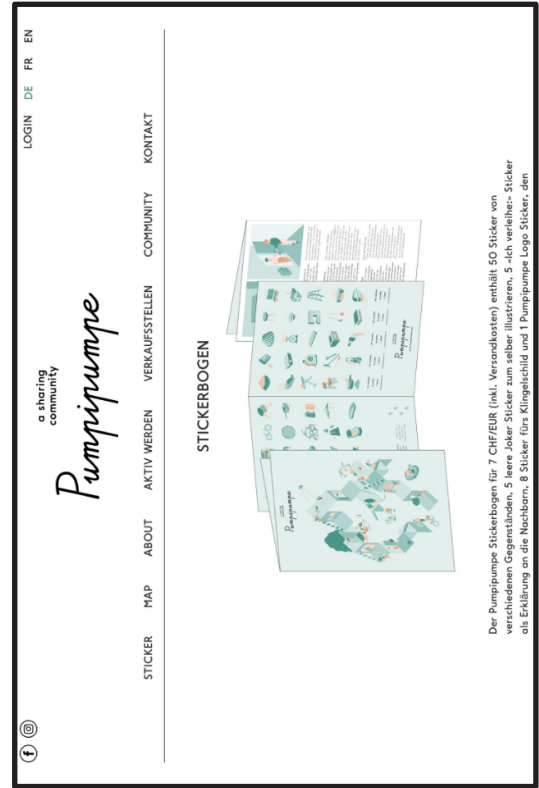 LOGIN DE FR EN
a sharing
community
Pumpipumpe
STICKER MAP ABOUT AKTIV WERDEN VERKAUFSSTELLEN COMMUNITY KONTAKT
STICKERBOGEN
Pumpipumpe
Pumpipumpe
Der Pumpipumpe Stickerbogen für 7 CHF/EUR (inkl. Versandkosten) enthält 50 Sticker von
verschiedenen Gegenständen, 5 leere Joker Sticker zum selber illustrieren, 5 «Ich verleihe:» Sticker
als Erklärung an die Nachbarn, 8 Sticker fürs Klingelschild und 1 Pumpipumpe Logo Sticker, den